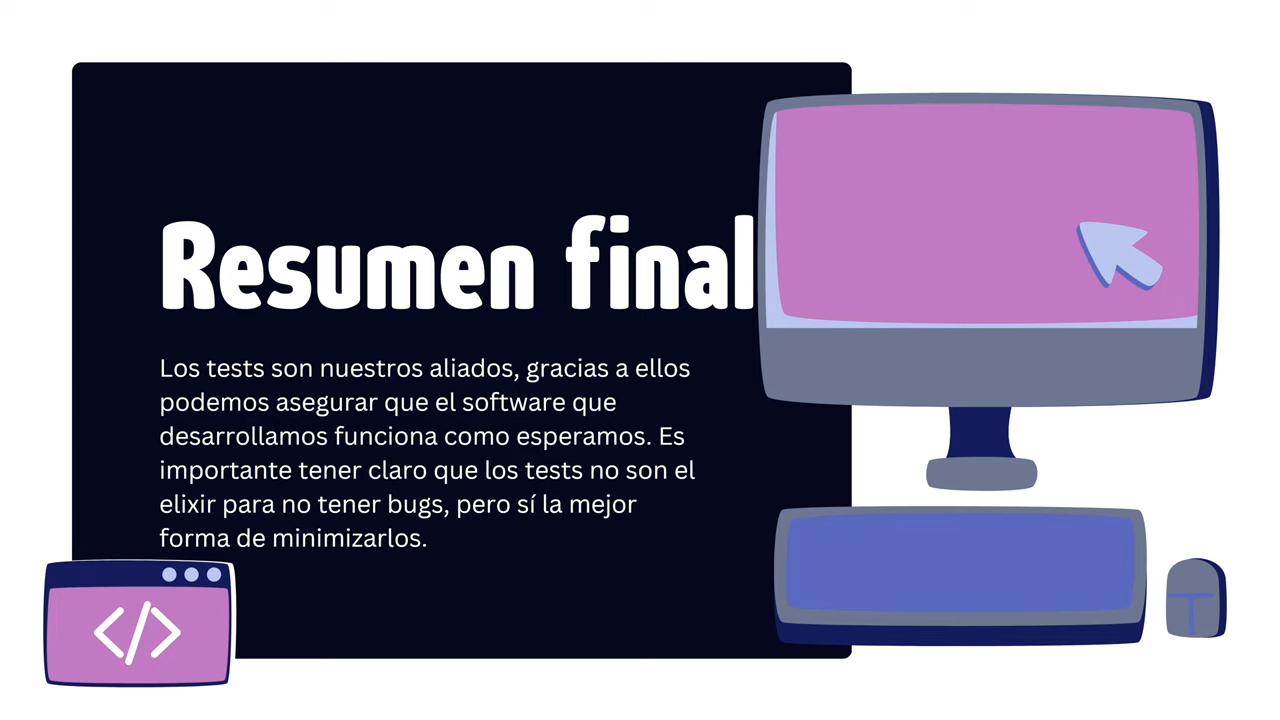 Resumen final
Los tests son nuestros aliados, gracias a ellos
podemos asegurar que el software que
desarrollamos funciona como esperamos. Es
importante tener claro que los tests no son el
elixir para no tener bugs, pero sí la mejor
forma de minimizarlos.
</>